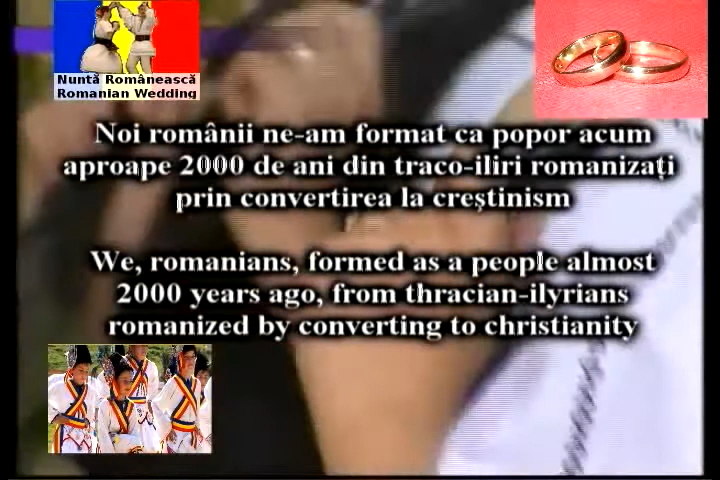 Nuntă Românească
Romanian Wedding
Noi românii ne-am format ca popor acum
aproape 2000 de ani din traco-iliri romanizați
prin convertirea la creștinism
We, romanians, formed as a people almost
2000 years ago, from thracian-ilyrians
romanized by converting to christianity